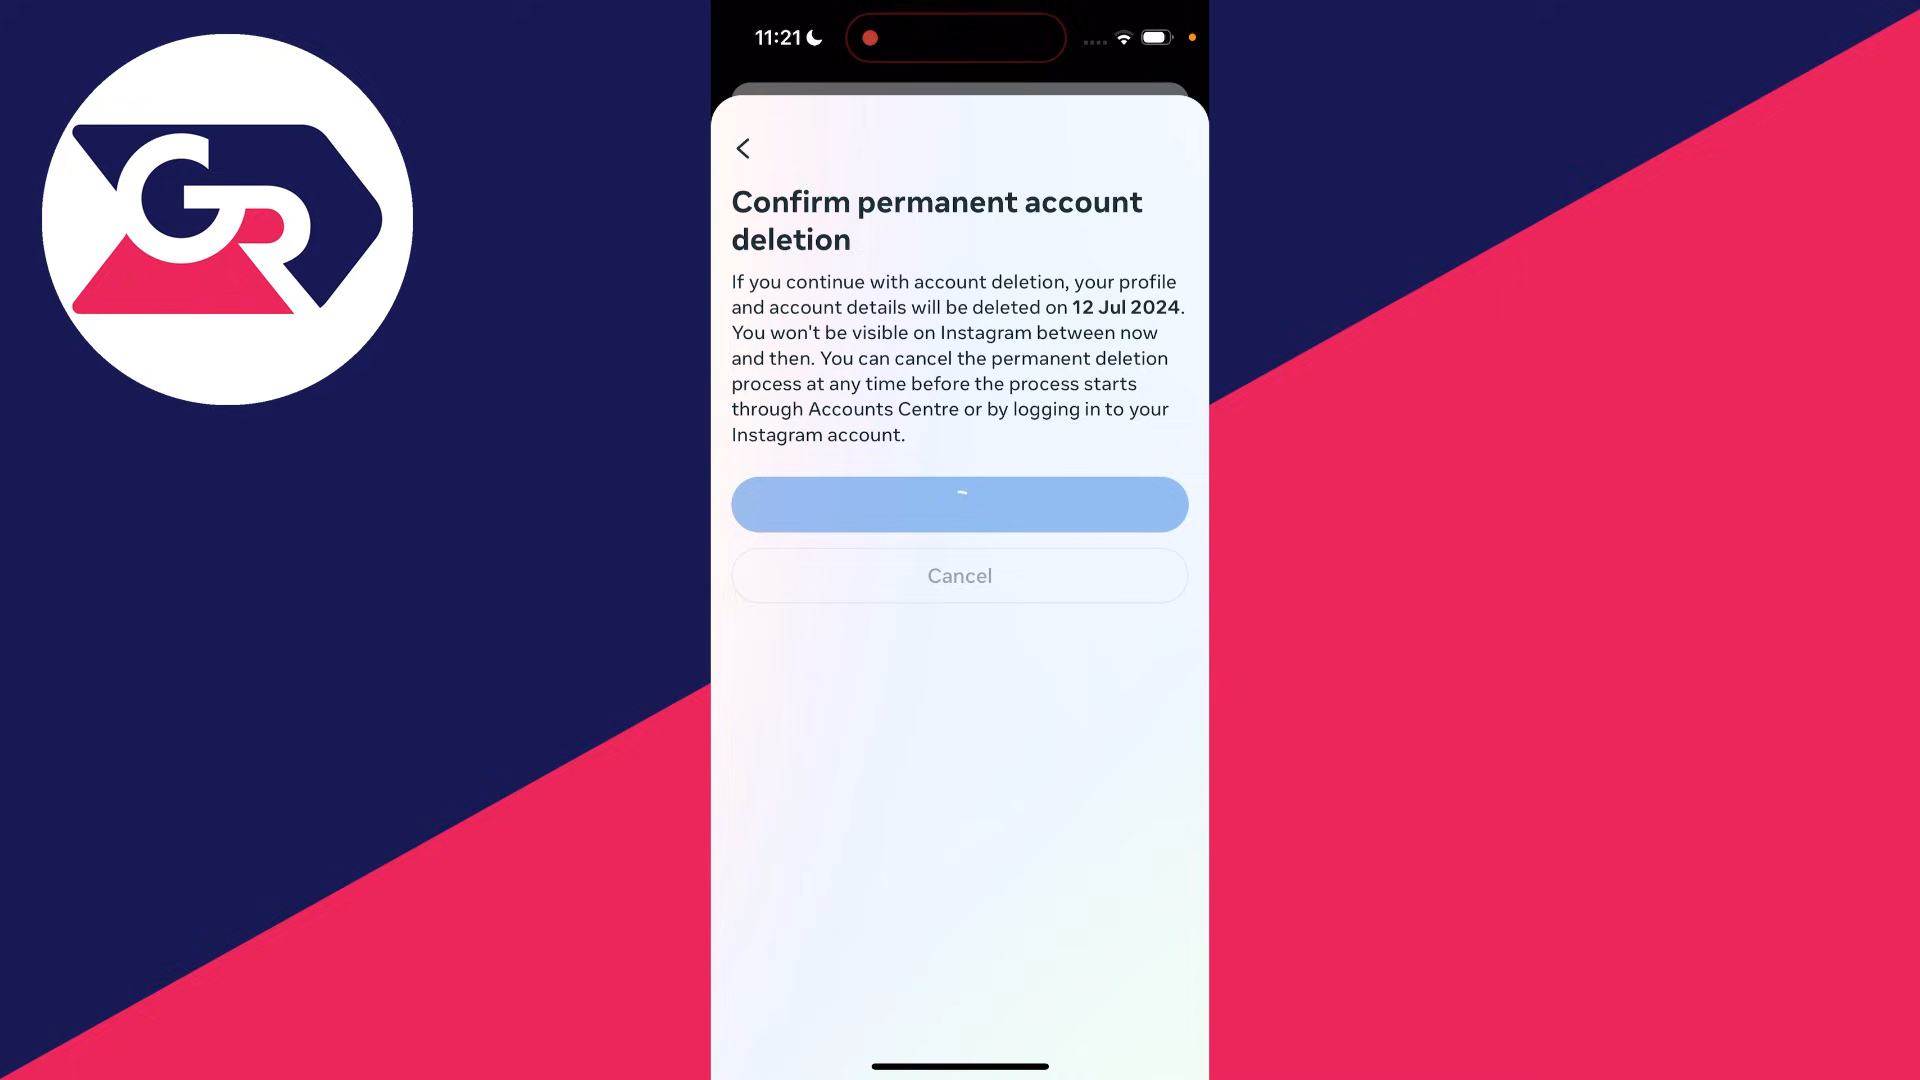 GR
11:21
Confirm permanent account
deletion
If you continue with account deletion, your profile
and account details will be deleted on 12 Jul 2024.
You won't be visible on Instagram between now
and then. You can cancel the permanent deletion
process at any time before the process starts
through Accounts Centre or by logging in to your
Instagram account.
Cancel